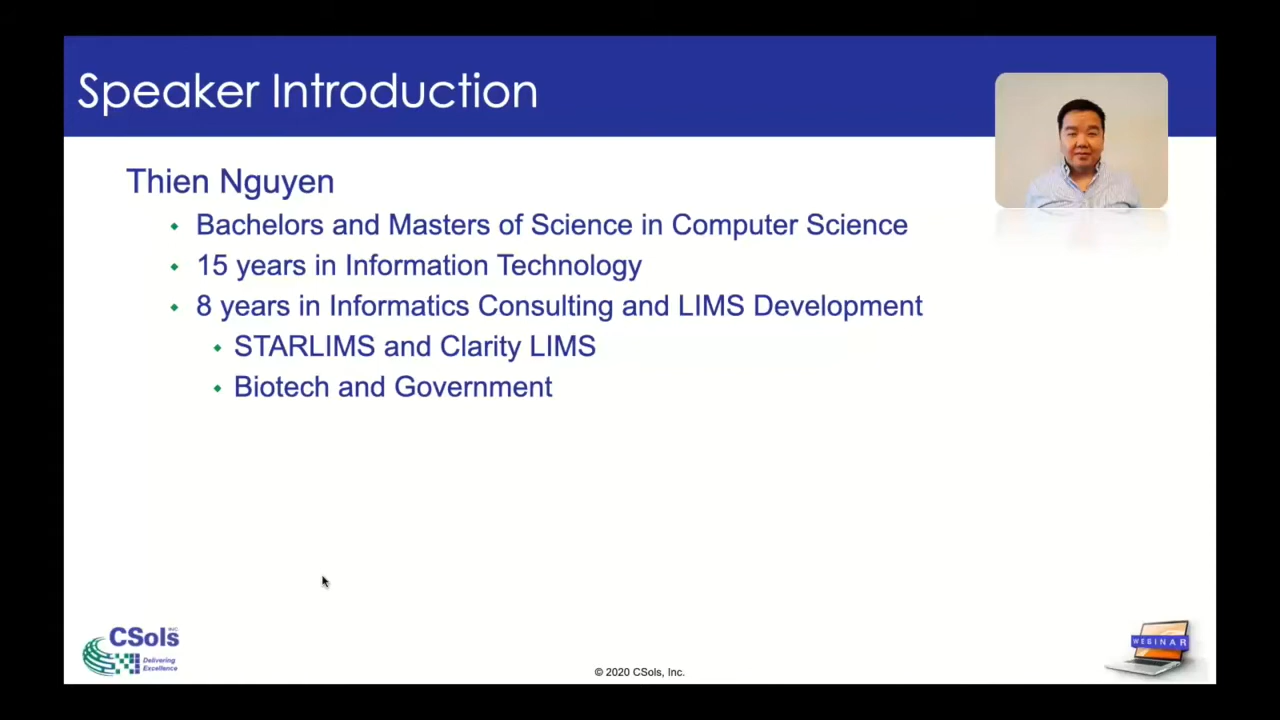 Speaker Introduction
Thien Nguyen
Bachelors and Masters of Science in Computer Science
15 years in Information Technology
8 years in Informatics Consulting and LIMS Development
STARLIMS and Clarity LIMS
Biotech and Government
CSols INC
Delivering
Excellence
© 2020 CSols, Inc.
WEBINAR